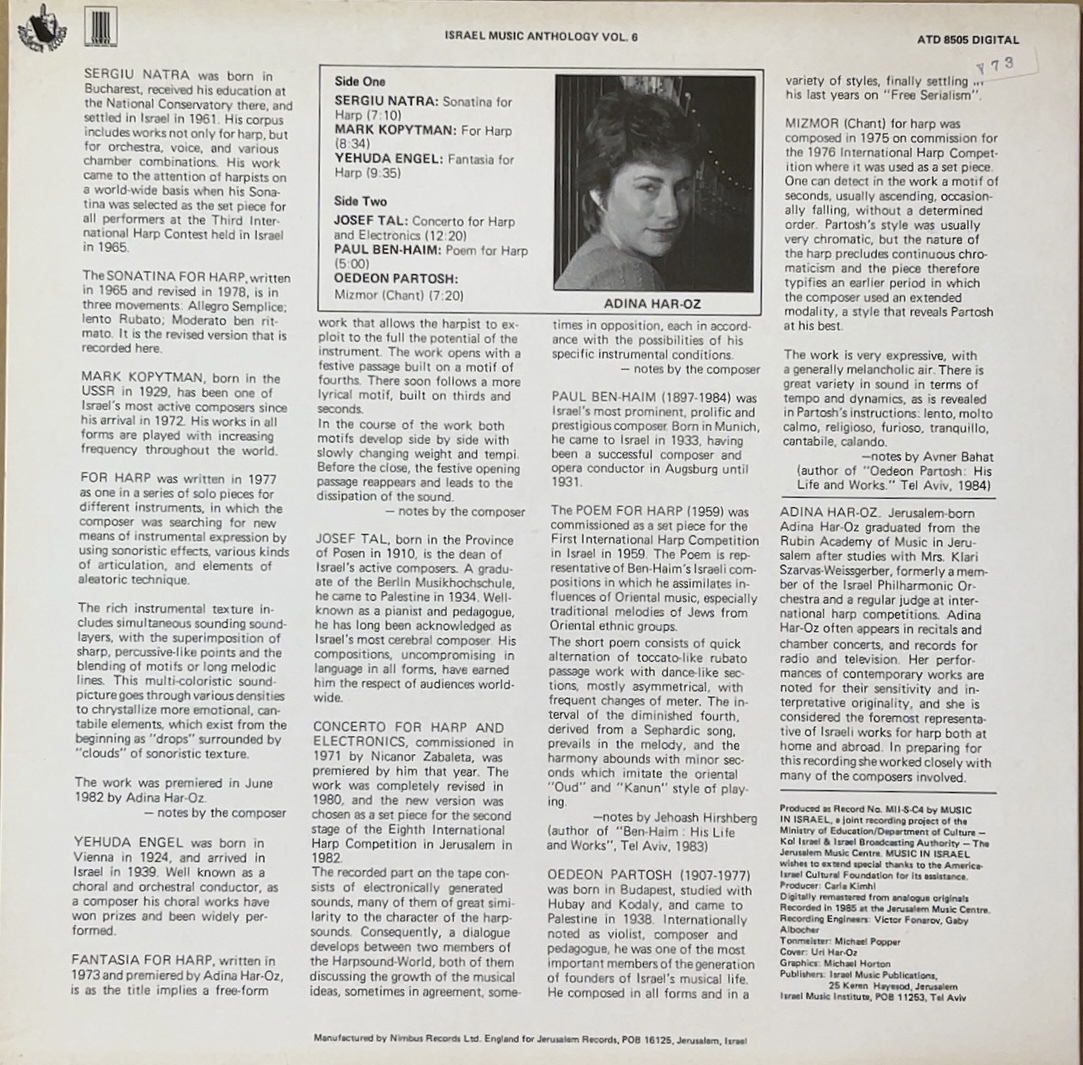 ISRAEL MUSIC ANTHOLOGY VOL. 6
ATD 8505 DIGITAL
873
SERGIU NATRA was born in
Bucharest, received his education at
the National Conservatory there, and
settled in Israel in 1961. His corpus
includes works not only for harp, but
for orchestra, voice, and various
chamber combinations. His work
came to the attention of harpists on
a world-wide basis when his Sona-
tina was selected as the set piece for
all performers at the Third Inter-
national Harp Contest held in Israel
in 1965.
The SONATINA FOR HARP, written
in 1965 and revised in 1978, is in
three movements: Allegro Semplice;
lento Rubato; Moderato ben rit-
mato. It is the revised version that is
recorded here.
MARK KOPYTMAN, born in the
USSR in 1929, has been one of
Israel's most active composers since
his arrival in 1972. His works in all
forms are played with increasing
frequency throughout the world.
FOR HARP was written in 1977
as one in a series of solo pieces for
different instruments, in which the
composer was searching for new
means of instrumental expression by
using sonoristic effects, various kinds
of articulation, and elements of
aleatoric technique.
The rich instrumental texture in-
cludes simultaneous sounding sound-
layers, with the superimposition of
sharp, percussive-like points and the
blending of motifs or long melodic
lines. This multi-coloristic sound-
picture goes through various densities
to chrystallize more emotional, can-
tabile elements, which exist from the
beginning as "drops" surrounded by
"clouds" of sonoristic texture.
The work was premiered in June
1982 by Adina Har-Oz.
— notes by the composer
YEHUDA ENGEL was born in
Vienna in 1924, and arrived in
Israel in 1939. Well known as a
choral and orchestral conductor, as
a composer his choral works have
won prizes and been widely per-
formed.
FANTASIA FOR HARP, written in
1973 and premiered by Adina Har-Oz,
is as the title implies a free-form
Side One
SERGIU NATRA: Sonatina for
Harp (7:10)
MARK KOPYTMAN: For Harp
(8:34)
YEHUDA ENGEL: Fantasia for
Harp (9:35)
Side Two
JOSEF TAL: Concerto for Harp
and Electronics (12:20)
PAUL BEN-HAIM: Poem for Harp
(5:00)
OEDEON PARTOSH:
Mizmor (Chant) (7:20)
ADINA HAR-OZ
work that allows the harpist to ex-
ploit to the full the potential of the
instrument. The work opens with a
festive passage built on a motif of
fourths. There soon follows a more
lyrical motif, built on thirds and
seconds.
In the course of the work both
motifs develop side by side with
slowly changing weight and tempi.
Before the close, the festive opening
passage reappears and leads to the
dissipation of the sound.
— notes by the composer
JOSEF TAL, born in the Province
of Posen in 1910, is the dean of
Israel's active composers. A gradu-
ate of the Berlin Musikhochschule,
he came to Palestine in 1934. Well-
known as a pianist and pedagogue,
he has long been acknowledged as
Israel's most cerebral composer. His
compositions, uncompromising in
language in all forms, have earned
him the respect of audiences world-
wide.
CONCERTO FOR HARP AND
ELECTRONICS, commissioned in
1971 by Nicanor Zabaleta, was
premiered by him that year. The
work was completely revised in
1980, and the new version was
chosen as a set piece for the second
stage of the Eighth International
Harp Competition in Jerusalem in
1982.
The recorded part on the tape con-
sists of electronically generated
sounds, many of them of great simi-
larity to the character of the harp-
sounds. Consequently, a dialogue
develops between two members of
the Harpsound-World, both of them
discussing the growth of the musical
ideas, sometimes in agreement, some-
times in opposition, each in accord-
ance with the possibilities of his
specific instrumental conditions.
— notes by the composer
PAUL BEN-HAIM (1897-1984) was
Israel's most prominent, prolific and
prestigious composer. Born in Munich,
he came to Israel in 1933, having
been a successful composer and
opera conductor in Augsburg until
1931.
The POEM FOR HARP (1959) was
commissioned as a set piece for the
First International Harp Competition
in Israel in 1959. The Poem is rep-
resentative of Ben-Haim's Israeli com-
positions in which he assimilates in-
fluences of Oriental music, especially
traditional melodies of Jews from
Oriental ethnic groups.
The short poem consists of quick
alternation of toccato-like rubato
passage work with dance-like sec-
tions, mostly asymmetrical, with
frequent changes of meter. The in-
terval of the diminished fourth,
derived from a Sephardic song,
prevails in the melody, and the
harmony abounds with minor sec-
onds which imitate the oriental
"Oud" and "Kanun" style of play-
ing.
—notes by Jehoash Hirshberg
(author of "Ben-Haim : His Life
and Works", Tel Aviv, 1983)
OEDEON PARTOSH (1907-1977)
was born in Budapest, studied with
Hubay and Kodaly, and came to
Palestine in 1938. Internationally
noted as violist, composer and
pedagogue, he was one of the most
important members of the generation
of founders of Israel's musical life.
He composed in all forms and in a
variety of styles, finally settling
his last years on "Free Serialism".
MIZMOR (Chant) for harp was
composed in 1975 on commission for
the 1976 International Harp Compet-
ition where it was used as a set piece.
One can detect in the work a motif of
seconds, usually ascending, occasion-
ally falling, without a determined
order. Partosh's style was usually
very chromatic, but the nature of
the harp precludes continuous chro-
maticism and the piece therefore
typifies an earlier period in which
the composer used an extended
modality, a style that reveals Partosh
at his best.
The work is very expressive, with
a generally melancholic air. There is
great variety in sound in terms of
tempo and dynamics, as is revealed
in Partosh's instructions: lento, molto
calmo, religioso, furioso, tranquillo,
cantabile, calando.
—notes by Avner Bahat
(author of "Oedeon Partosh: His
Life and Works." Tel Aviv, 1984)
ADINA HAR-OZ. Jerusalem-born
Adina Har-Oz graduated from the
Rubin Academy of Music in Jeru-
salem after studies with Mrs. Klari
Szarvas-Weissgerber, formerly a mem-
ber of the Israel Philharmonic Or-
chestra and a regular judge at inter-
national harp competitions. Adina
Har-Oz often appears in recitals and
chamber concerts, and records for
radio and television. Her perfor-
mances of contemporary works are
noted for their sensitivity and in-
terpretative originality, and she is
considered the foremost representa-
tive of Israeli works for harp both at
home and abroad. In preparing for
this recording she worked closely with
many of the composers involved.
Produced as Record No. MII-S-C4 by MUSIC
IN ISRAEL, a joint recording project of the
Ministry of Education/Department of Culture —
Kol Israel & Israel Broadcasting Authority — The
Jerusalem Music Centre. MUSIC IN ISRAEL
wishes to extend special thanks to the America-
Israel Cultural Foundation for its assistance.
Producer: Carla Kimhi
Digitally remastered from analogue originals
Recorded in 1985 at the Jerusalem Music Centre.
Recording Engineers: Victor Fonarov, Gaby
Albocher
Tonmeister: Michael Popper
Cover: Uri Har-Oz
Graphics: Michael Horton
Publishers: Israel Music Publications,
25 Keren Hayesod, Jerusalem
Israel Music Institute, POB 11253, Tel Aviv
Manufactured by Nimbus Records Ltd. England for Jerusalem Records, POB 16125, Jerusalem, Israel